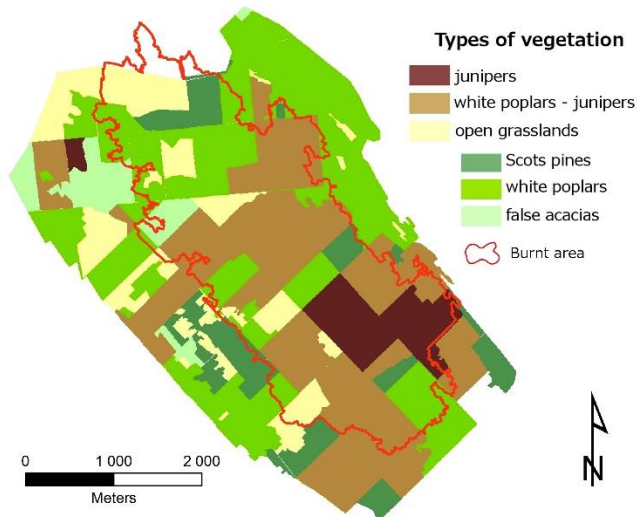 Types of vegetation
junipers
white poplars - junipers
open grasslands
Scots pines
white poplars
false acacias
Burnt area
0 1 000 2 000
Meters
N